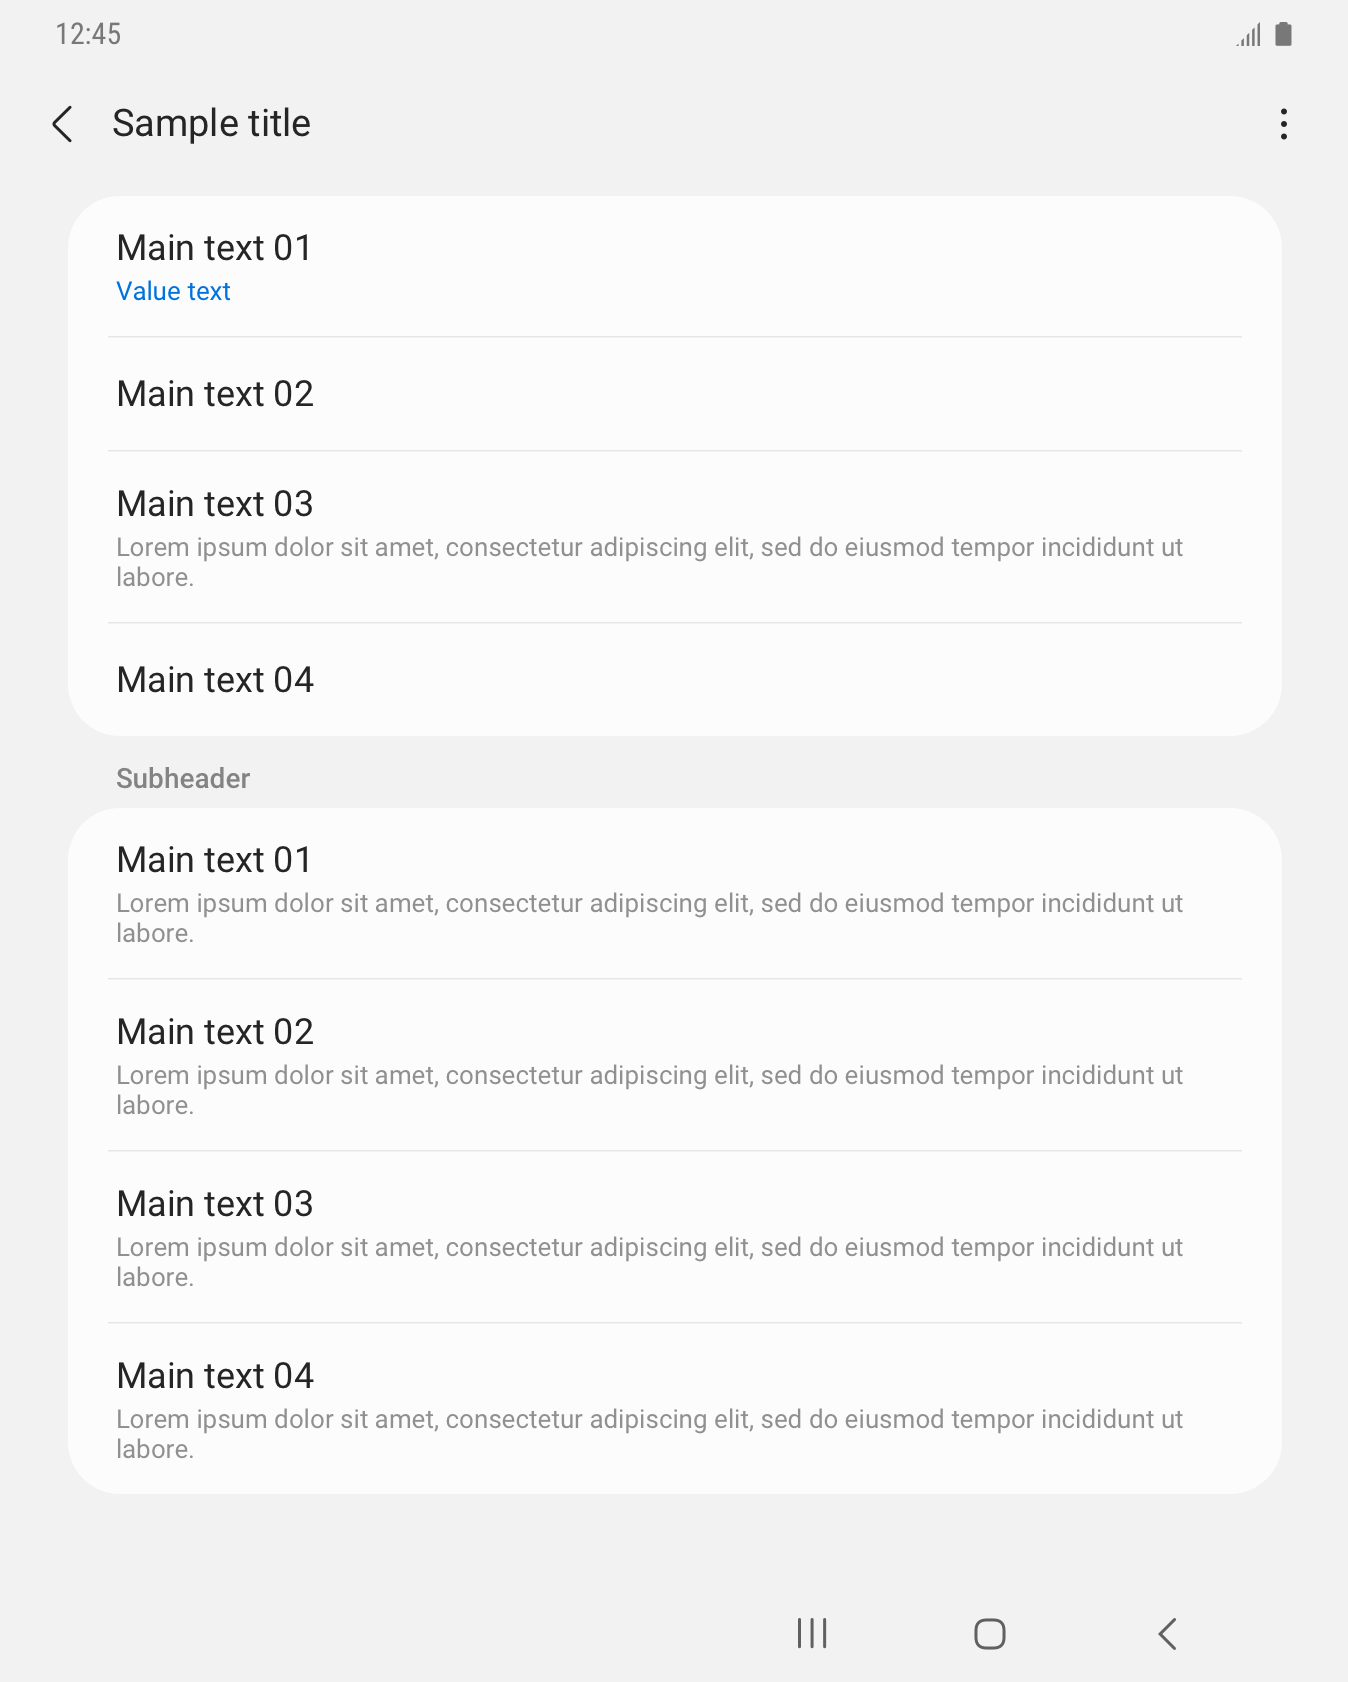 12:45
Sample title
Main text 01
Value text
Main text 02
Main text 03
Lorem ipsum dolor sit amet, consectetur adipiscing elit, sed do eiusmod tempor incididunt ut
labore.
Main text 04
Subheader
Main text 01
Lorem ipsum dolor sit amet, consectetur adipiscing elit, sed do eiusmod tempor incididunt ut
labore.
Main text 02
Lorem ipsum dolor sit amet, consectetur adipiscing elit, sed do eiusmod tempor incididunt ut
labore.
Main text 03
Lorem ipsum dolor sit amet, consectetur adipiscing elit, sed do eiusmod tempor incididunt ut
labore.
Main text 04
Lorem ipsum dolor sit amet, consectetur adipiscing elit, sed do eiusmod tempor incididunt ut
labore.